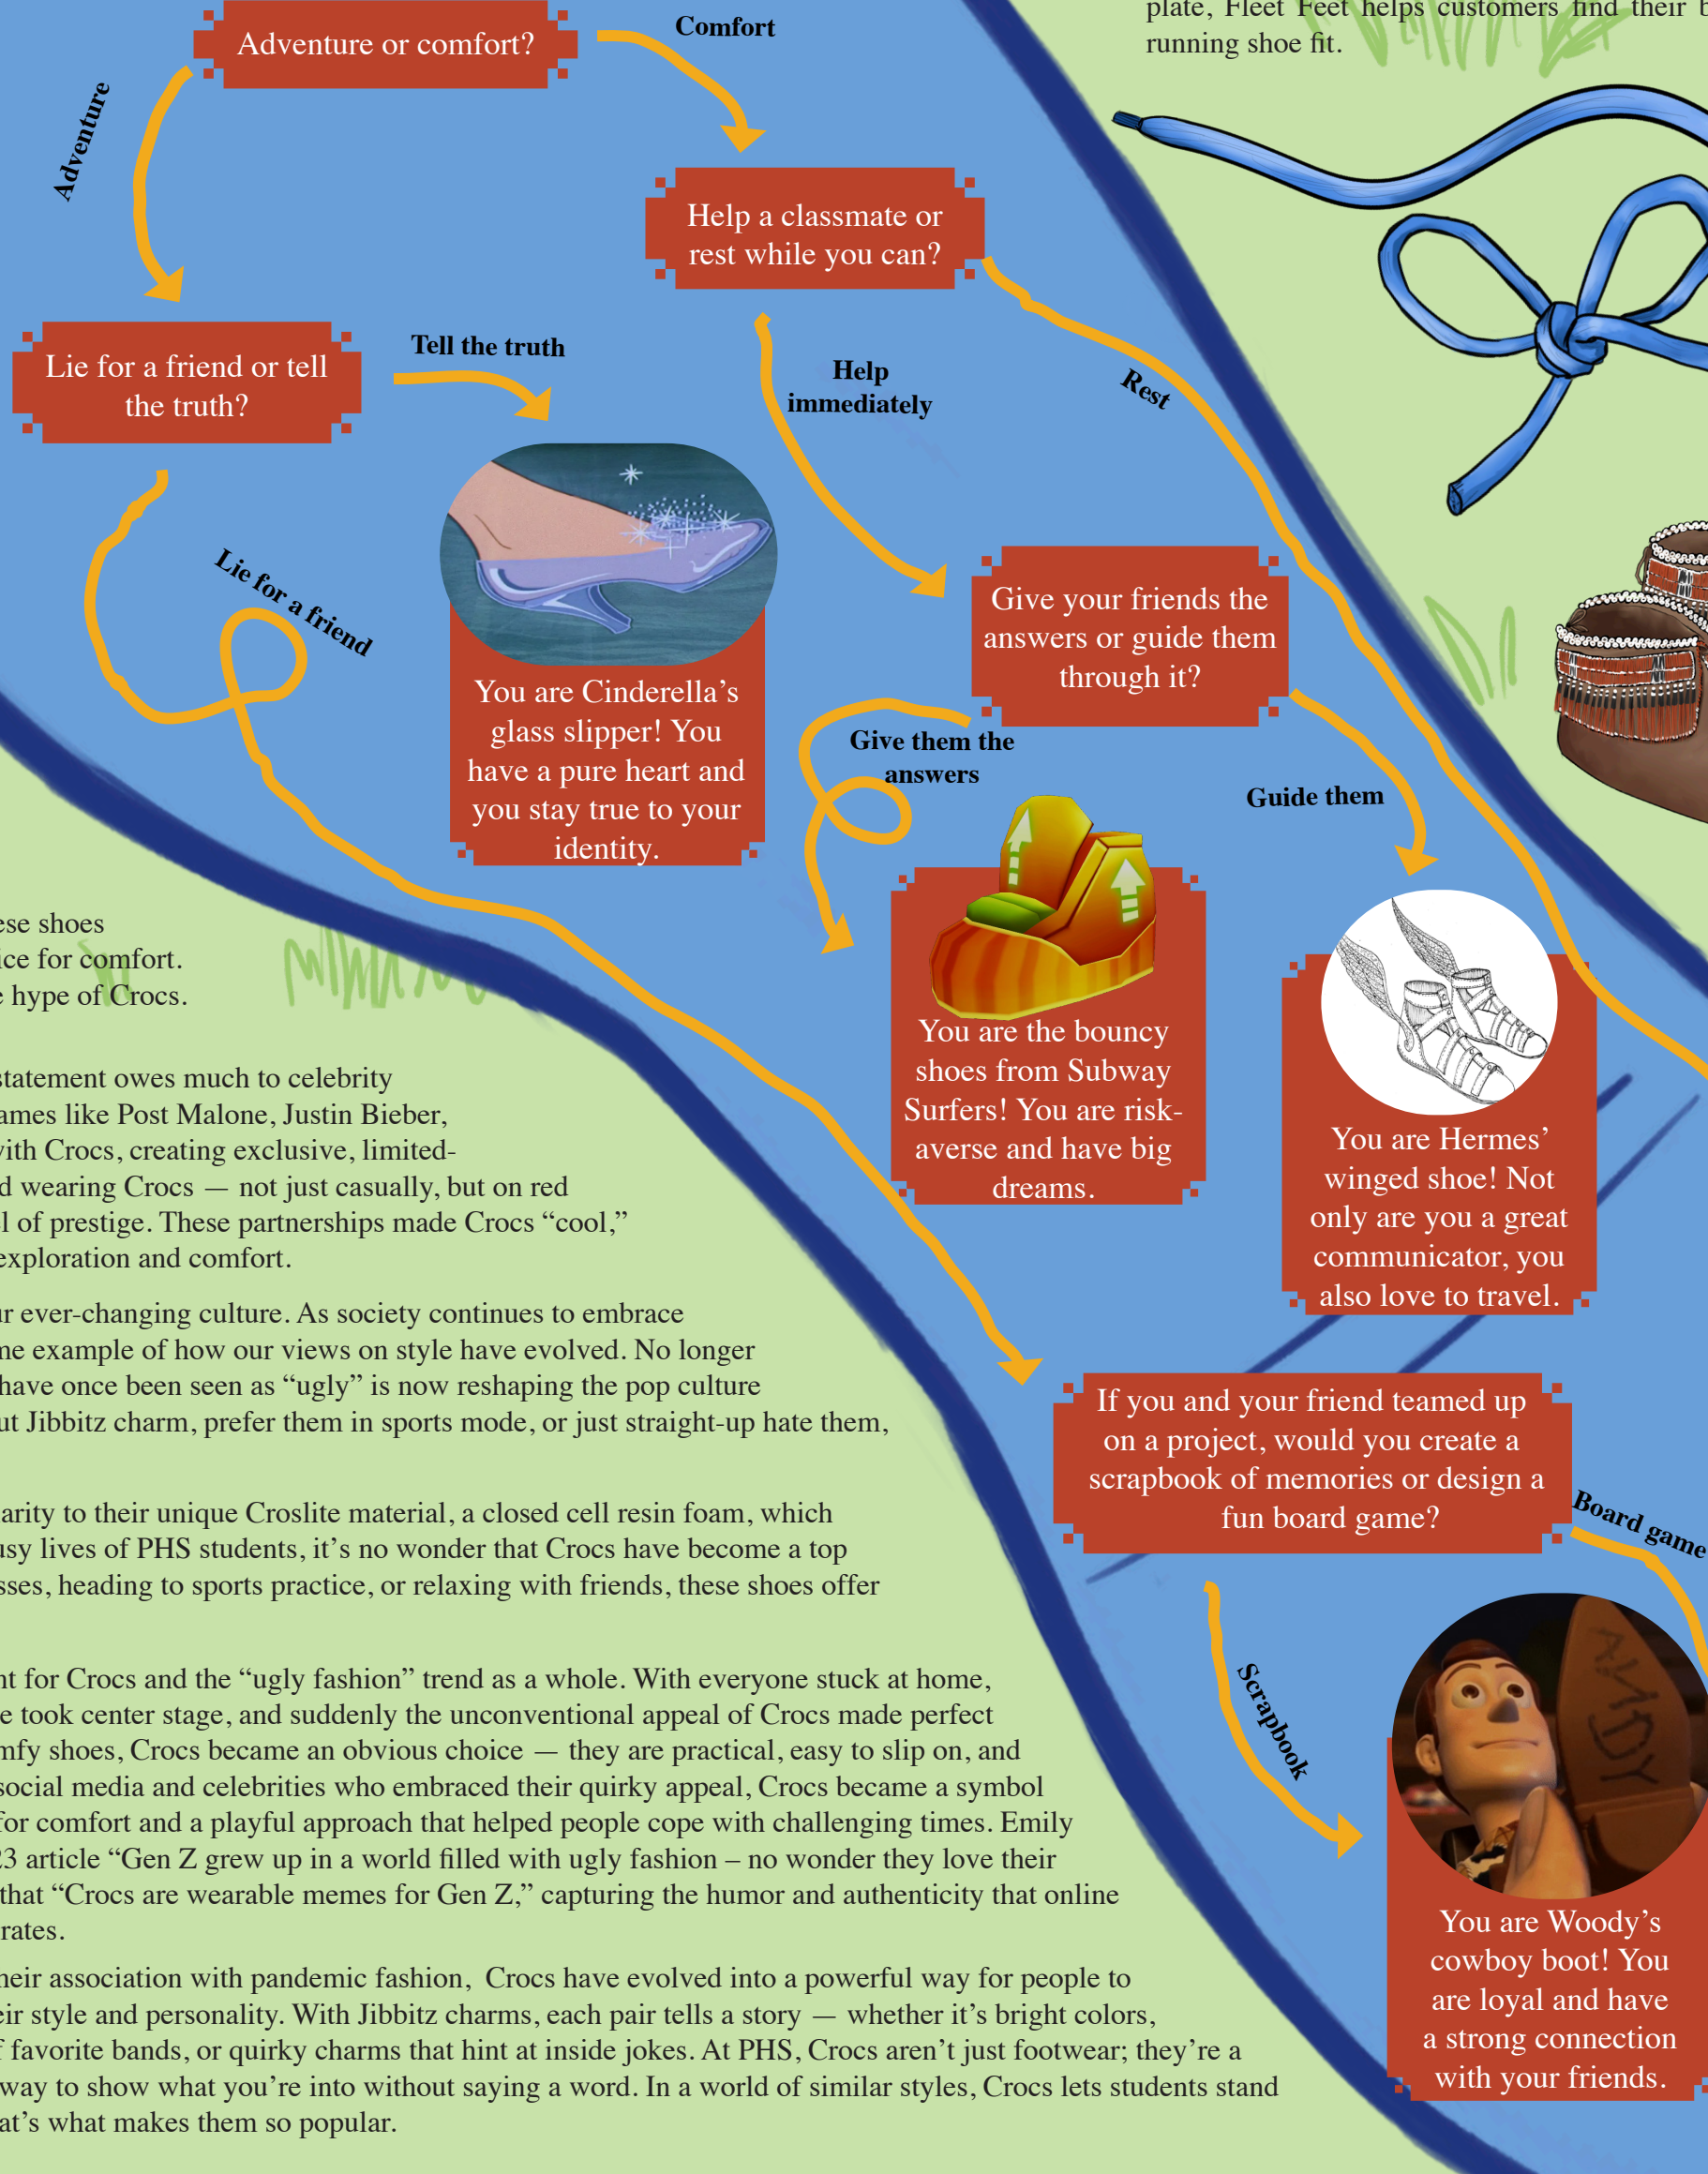 plate, Fleet Feet helps customers find their
running shoe fit.
Adventure or comfort?
Comfort
Adventure
Help a classmate or
rest while you can?
Lie for a friend or tell
the truth?
Tell the truth
Help
immediately
Rest
Lie for a friend
You are Cinderella’s
glass slipper! You
have a pure heart and
you stay true to your
identity.
Give your friends the
answers or guide them
through it?
Give them the
answers
Guide them
You are the bouncy
shoes from Subway
Surfers! You are risk-
averse and have big
dreams.
You are Hermes’
winged shoe! Not
only are you a great
communicator, you
also love to travel.
If you and your friend teamed up
on a project, would you create a
scrapbook of memories or design a
fun board game?
Board game
Scrapbook
ANDY
You are Woody’s
cowboy boot! You
are loyal and have
a strong connection
with your friends.
shoes
for comfort.
hype of Crocs.
statement owes much to celebrity
like Post Malone, Justin Bieber,
with Crocs, creating exclusive, limited-
wearing Crocs — not just casually, but on red
of prestige. These partnerships made Crocs “cool,”
exploration and comfort.
ever-changing culture. As society continues to embrace
example of how our views on style have evolved. No longer
have once been seen as “ugly” is now reshaping the pop culture
Jibbitz charm, prefer them in sports mode, or just straight-up hate them,
to their unique Croslite material, a closed cell resin foam, which
lives of PHS students, it’s no wonder that Crocs have become a top
heading to sports practice, or relaxing with friends, these shoes offer
for Crocs and the “ugly fashion” trend as a whole. With everyone stuck at home,
took center stage, and suddenly the unconventional appeal of Crocs made perfect
shoes, Crocs became an obvious choice — they are practical, easy to slip on, and
social media and celebrities who embraced their quirky appeal, Crocs became a symbol
for comfort and a playful approach that helped people cope with challenging times. Emily
article “Gen Z grew up in a world filled with ugly fashion – no wonder they love their
that “Crocs are wearable memes for Gen Z,” capturing the humor and authenticity that online
their association with pandemic fashion, Crocs have evolved into a powerful way for people to
their style and personality. With Jibbitz charms, each pair tells a story — whether it’s bright colors,
favorite bands, or quirky charms that hint at inside jokes. At PHS, Crocs aren’t just footwear; they’re a
way to show what you’re into without saying a word. In a world of similar styles, Crocs lets students stand
what makes them so popular.